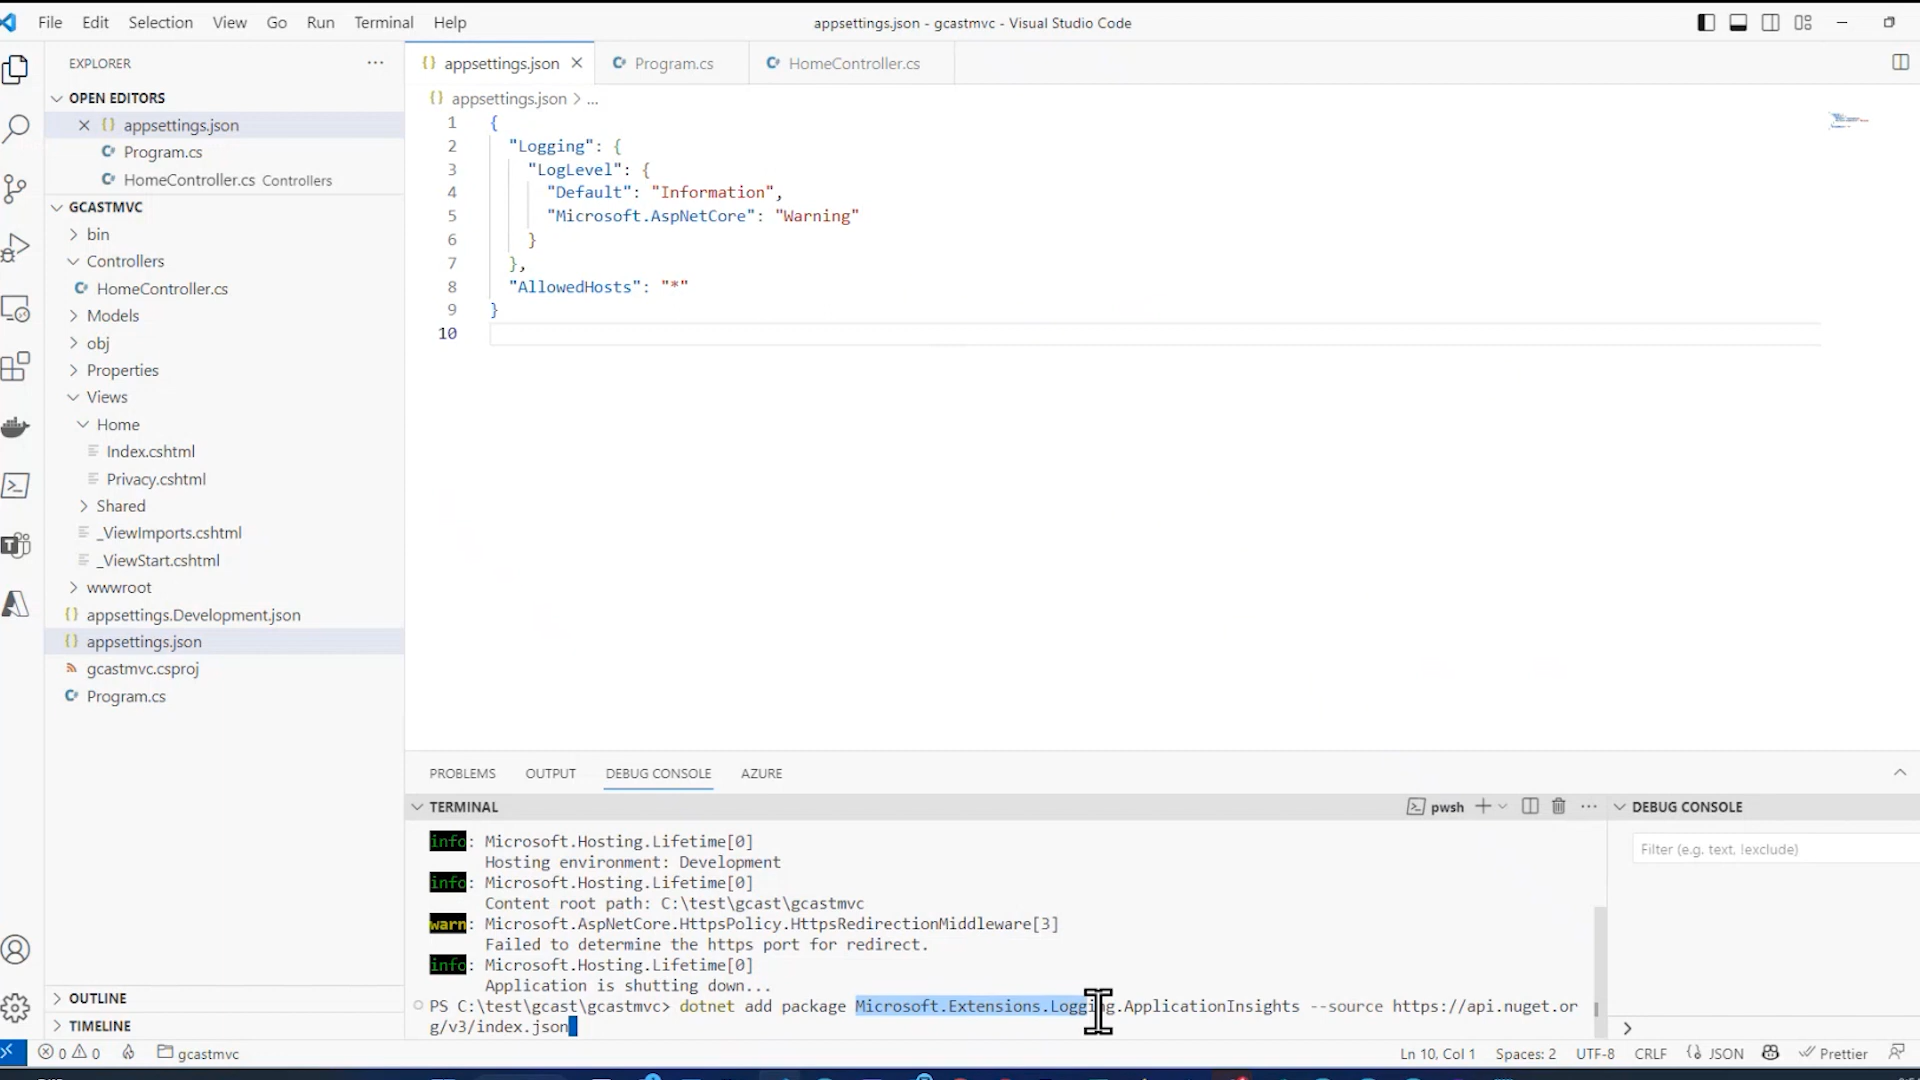 File Edit Selection View Go Run Terminal Help
appsettings.json - gcastmvc - Visual Studio Code
EXPLORER
OPEN EDITORS
appsettings.json
Program.cs
HomeController.cs Controllers
GCASTMVC
bin
Controllers
HomeController.cs
Models
obj
Properties
Views
Home
Index.cshtml
Privacy.cshtml
Shared
_ViewImports.cshtml
_ViewStart.cshtml
wwwroot
appsettings.Development.json
appsettings.json
gcastmvc.csproj
Program.cs
OUTLINE
TIMELINE
appsettings.json Program.cs HomeController.cs
appsettings.json > ...
1 {
2 "Logging": {
3 "LogLevel": {
4 "Default": "Information",
5 "Microsoft.AspNetCore": "Warning"
6 }
7 },
8 "AllowedHosts": "*"
9 }
10
PROBLEMS OUTPUT DEBUG CONSOLE AZURE
TERMINAL
pwsh
info: Microsoft.Hosting.Lifetime[0]
Hosting environment: Development
info: Microsoft.Hosting.Lifetime[0]
Content root path: C:\test\gcast\gcastmvc
warn: Microsoft.AspNetCore.HttpsPolicy.HttpsRedirectionMiddleware[3]
Failed to determine the https port for redirect.
info: Microsoft.Hosting.Lifetime[0]
Application is shutting down...
PS C:\test\gcast\gcastmvc> dotnet add package Microsoft.Extensions.Logging.ApplicationInsights --source https://api.nuget.or
g/v3/index.json
DEBUG CONSOLE
Filter (e.g. text, !exclude)
0 0 gcastmvc
Ln 10, Col 1 Spaces: 2 UTF-8 CRLF {} JSON Prettier